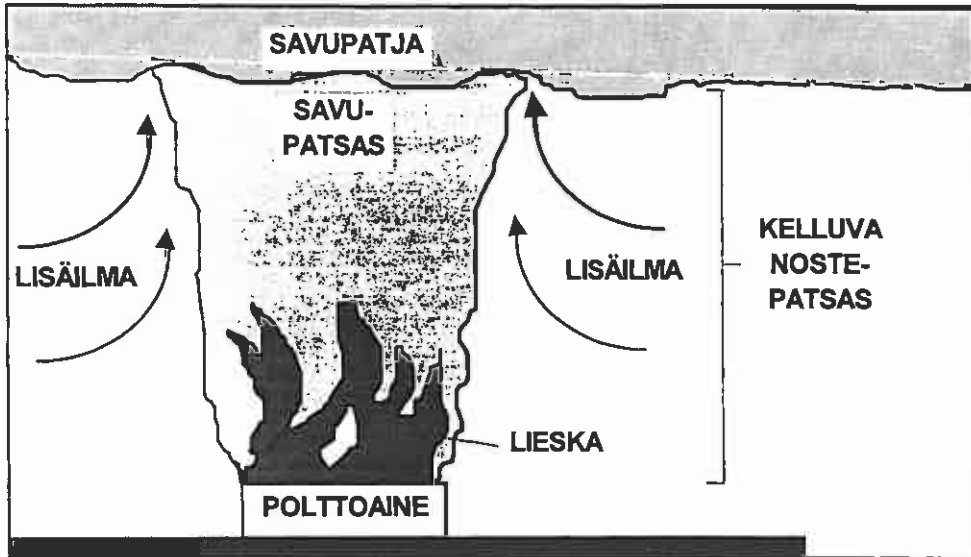 SAVUPATJA
SAVU-
PATSAS
LISÄILMA
LISÄILMA
KELLUVA
NOSTE-
PATSAS
LIESKA
POLTTOAINE